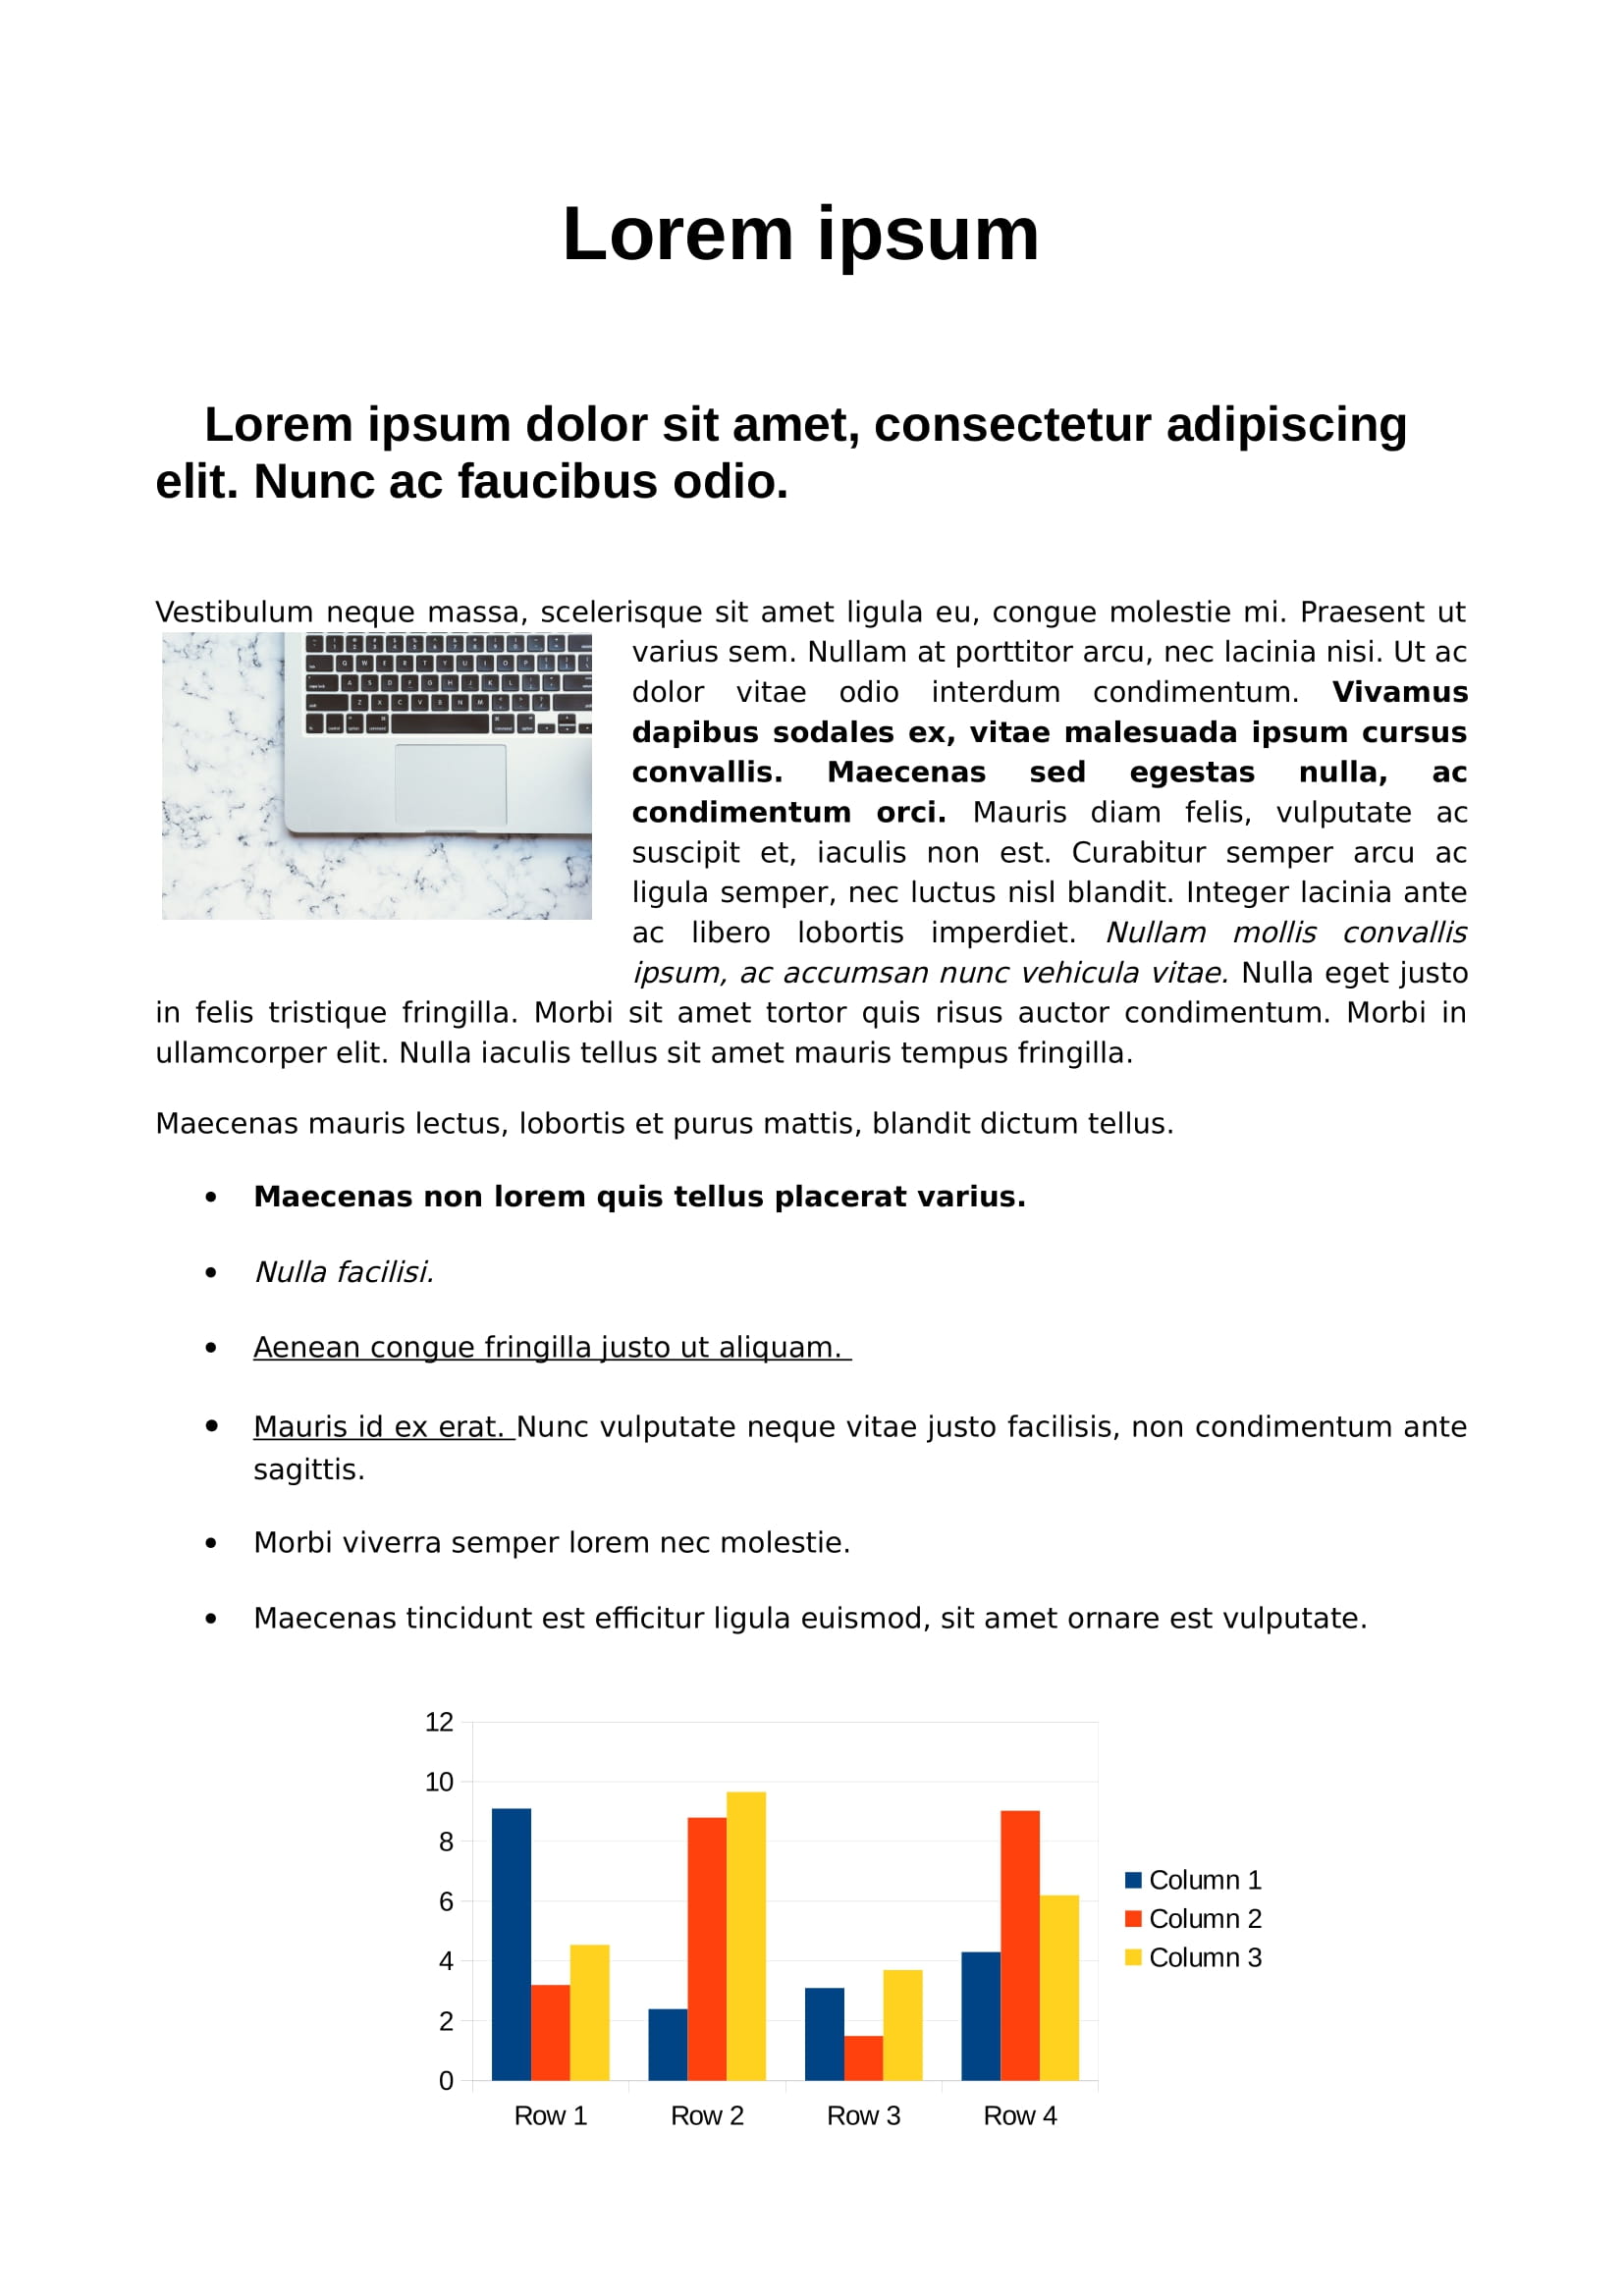 Lorem ipsum
Lorem ipsum dolor sit amet, consectetur adipiscing
elit. Nunc ac faucibus odio.
Vestibulum neque massa, scelerisque sit amet ligula eu, congue molestie mi. Praesent ut
varius sem. Nullam at porttitor arcu, nec lacinia nisi. Ut ac
dolor vitae odio interdum condimentum. Vivamus
dapibus sodales ex, vitae malesuada ipsum cursus
convallis. Maecenas sed egestas nulla, ac
condimentum orci. Mauris diam felis, vulputate ac
suscipit et, iaculis non est. Curabitur semper arcu ac
ligula semper, nec luctus nisl blandit. Integer lacinia ante
ac libero lobortis imperdiet. Nullam mollis convallis
ipsum, ac accumsan nunc vehicula vitae. Nulla eget justo
in felis tristique fringilla. Morbi sit amet tortor quis risus auctor condimentum. Morbi in
ullamcorper elit. Nulla iaculis tellus sit amet mauris tempus fringilla.
Maecenas mauris lectus, lobortis et purus mattis, blandit dictum tellus.
• Maecenas non lorem quis tellus placerat varius.
• Nulla facilisi.
• Aenean congue fringilla justo ut aliquam.
• Mauris id ex erat. Nunc vulputate neque vitae justo facilisis, non condimentum ante
sagittis.
• Morbi viverra semper lorem nec molestie.
• Maecenas tincidunt est efficitur ligula euismod, sit amet ornare est vulputate.
12
10
8
6
4
2
0
Row 1 Row 2 Row 3 Row 4
Column 1
Column 2
Column 3